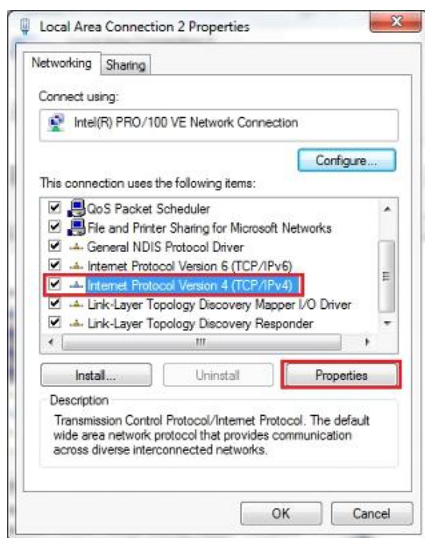 Local Area Connection 2 Properties
Networking Sharing
Connect using:
Intel(R) PRO/100 VE Network Connection
Configure...
This connection uses the following items:
QoS Packet Scheduler
File and Printer Sharing for Microsoft Networks
General NDIS Protocol Driver
Internet Protocol Version 6 (TCP/IPv6)
Internet Protocol Version 4 (TCP/IPv4)
Link-Layer Topology Discovery Mapper I/O Driver
Link-Layer Topology Discovery Responder
Install... Uninstall Properties
Description
Transmission Control Protocol/Internet Protocol. The default
wide area network protocol that provides communication
across diverse interconnected networks.
OK Cancel